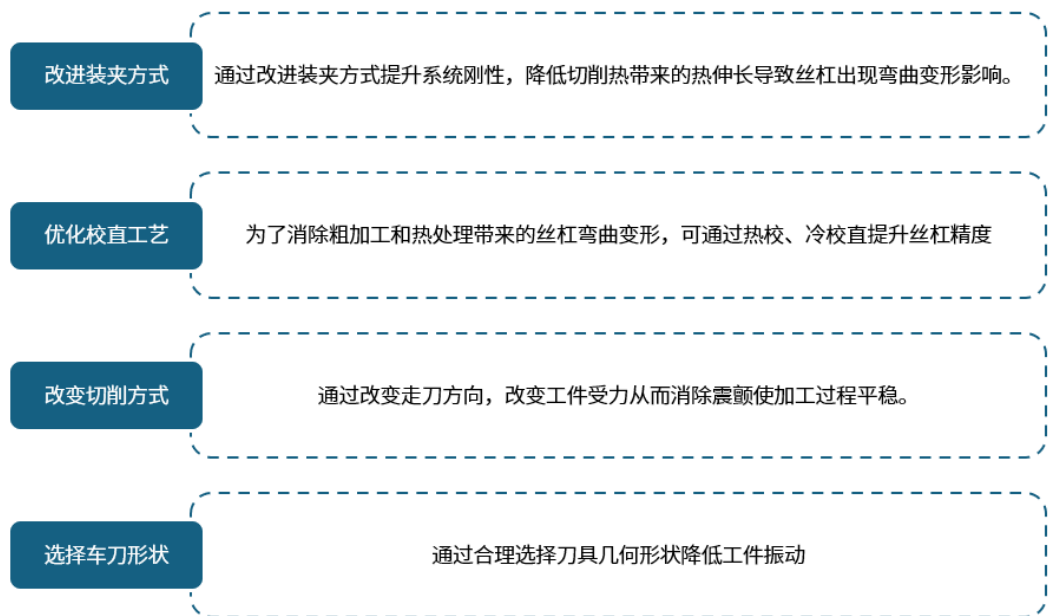 改进装夹方式
通过改进装夹方式提升系统刚性，降低切削热带来的热伸长导致丝杠出现弯曲变形影响。
优化校直工艺
为了消除粗加工和热处理带来的丝杠弯曲变形，可通过热校、冷校直提升丝杠精度
改变切削方式
通过改变走刀方向，改变工件受力从而消除震颤使加工过程平稳。
选择车刀形状
通过合理选择刀具几何形状降低工件振动